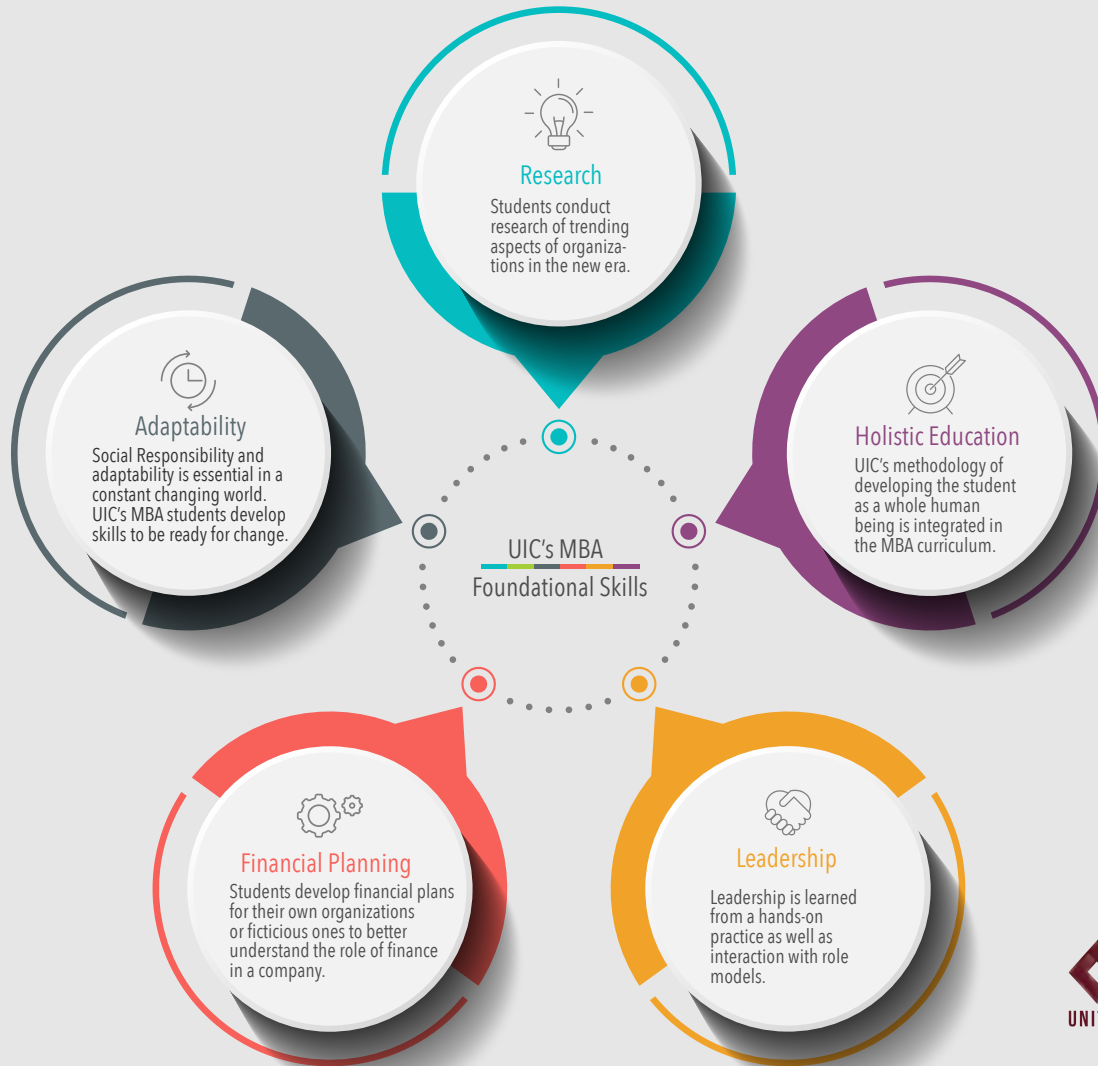 Research
Students conduct
research of trending
aspects of organiza-
tions in the new era.
Adaptability
Social Responsibility and
adaptability is essential in a
constant changing world.
UIC's MBA students develop
skills to be ready for change.
Holistic Education
UIC's methodology of
developing the student
as a whole human
being is integrated in
the MBA curriculum.
UIC's MBA
Foundational Skills
Financial Planning
Students develop financial plans
for their own organizations
or ficticious ones to better
understand the role of finance
in a company.
Leadership
Leadership is learned
from a hands-on
practice as well as
interaction with role
models.